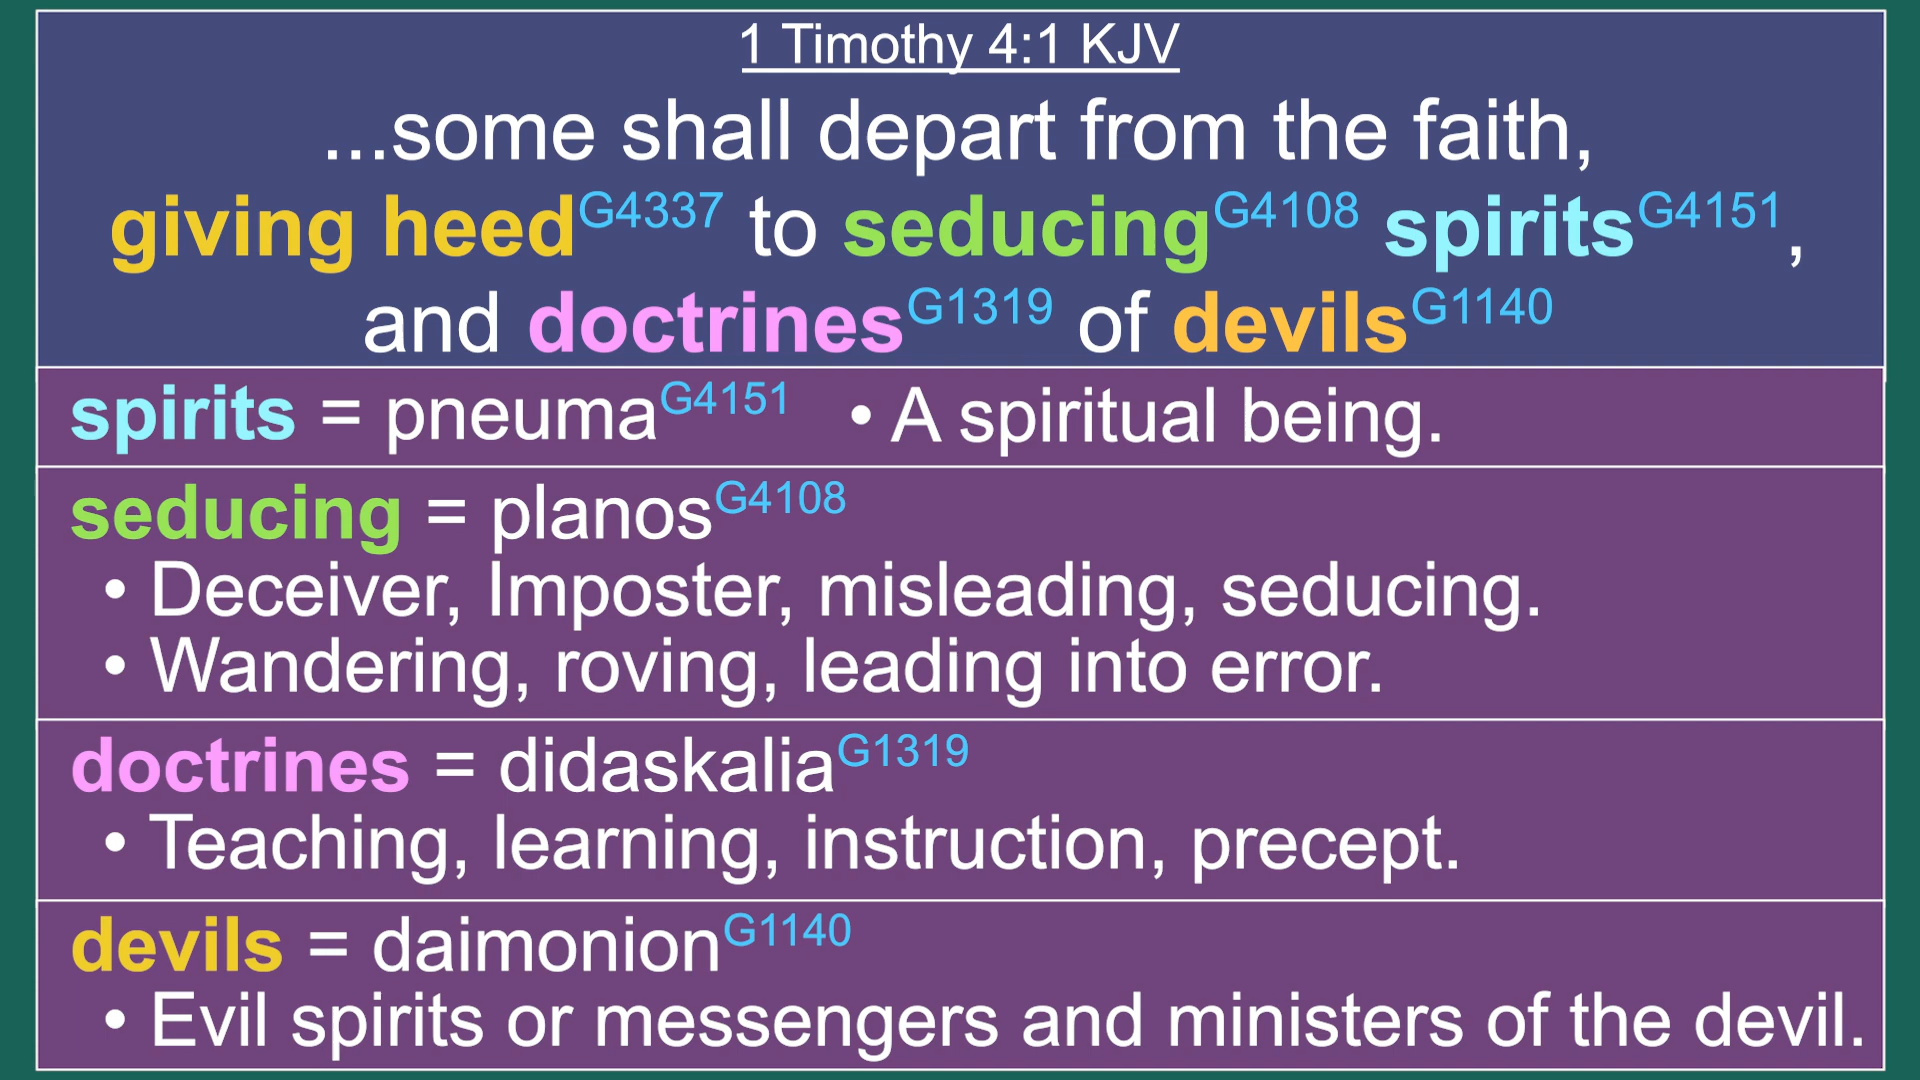 1 Timothy 4:1 KJV
...some shall depart from the faith,
giving heedG4337 to seducingG4108 spiritsG4151,
and doctrinesG1319 of devilsG1140
spirits = pneumaG4151 • A spiritual being.
seducing = planosG4108
• Deceiver, Imposter, misleading, seducing.
• Wandering, roving, leading into error.
doctrines = didaskaliaG1319
• Teaching, learning, instruction, precept.
devils = daimonionG1140
• Evil spirits or messengers and ministers of the devil.